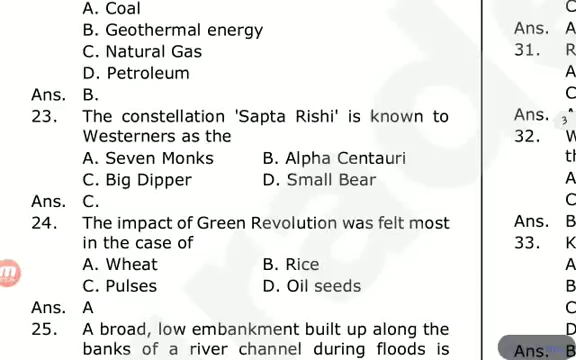 A. Coal
B. Geothermal energy
C. Natural Gas
D. Petroleum
Ans. B.
23. The constellation 'Sapta Rishi' is known to
Westerners as the
A. Seven Monks B. Alpha Centauri
C. Big Dipper D. Small Bear
Ans. C.
24. The impact of Green Revolution was felt most
in the case of
A. Wheat B. Rice
C. Pulses D. Oil seeds
Ans. A
25. A broad, low embankment built up along the
banks of a river channel during floods is
C
Ans. A
31. R
A
C
Ans.
32. W
th
A
C
Ans. B
33. K
A
B
C
D
Ans. B